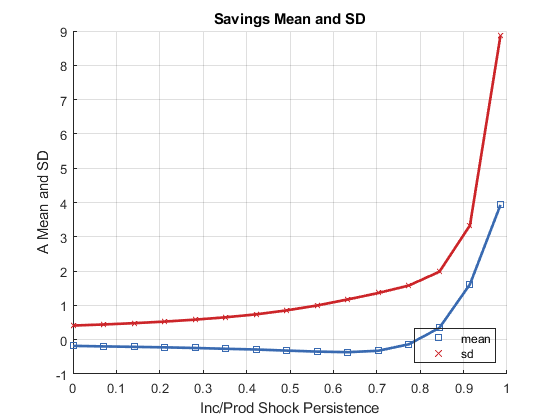 Savings Mean and SD
A Mean and SD
9
8
7
6
5
4
3
2
1
0
-1
0 0.1 0.2 0.3 0.4 0.5 0.6 0.7 0.8 0.9 1
Inc/Prod Shock Persistence
mean
sd